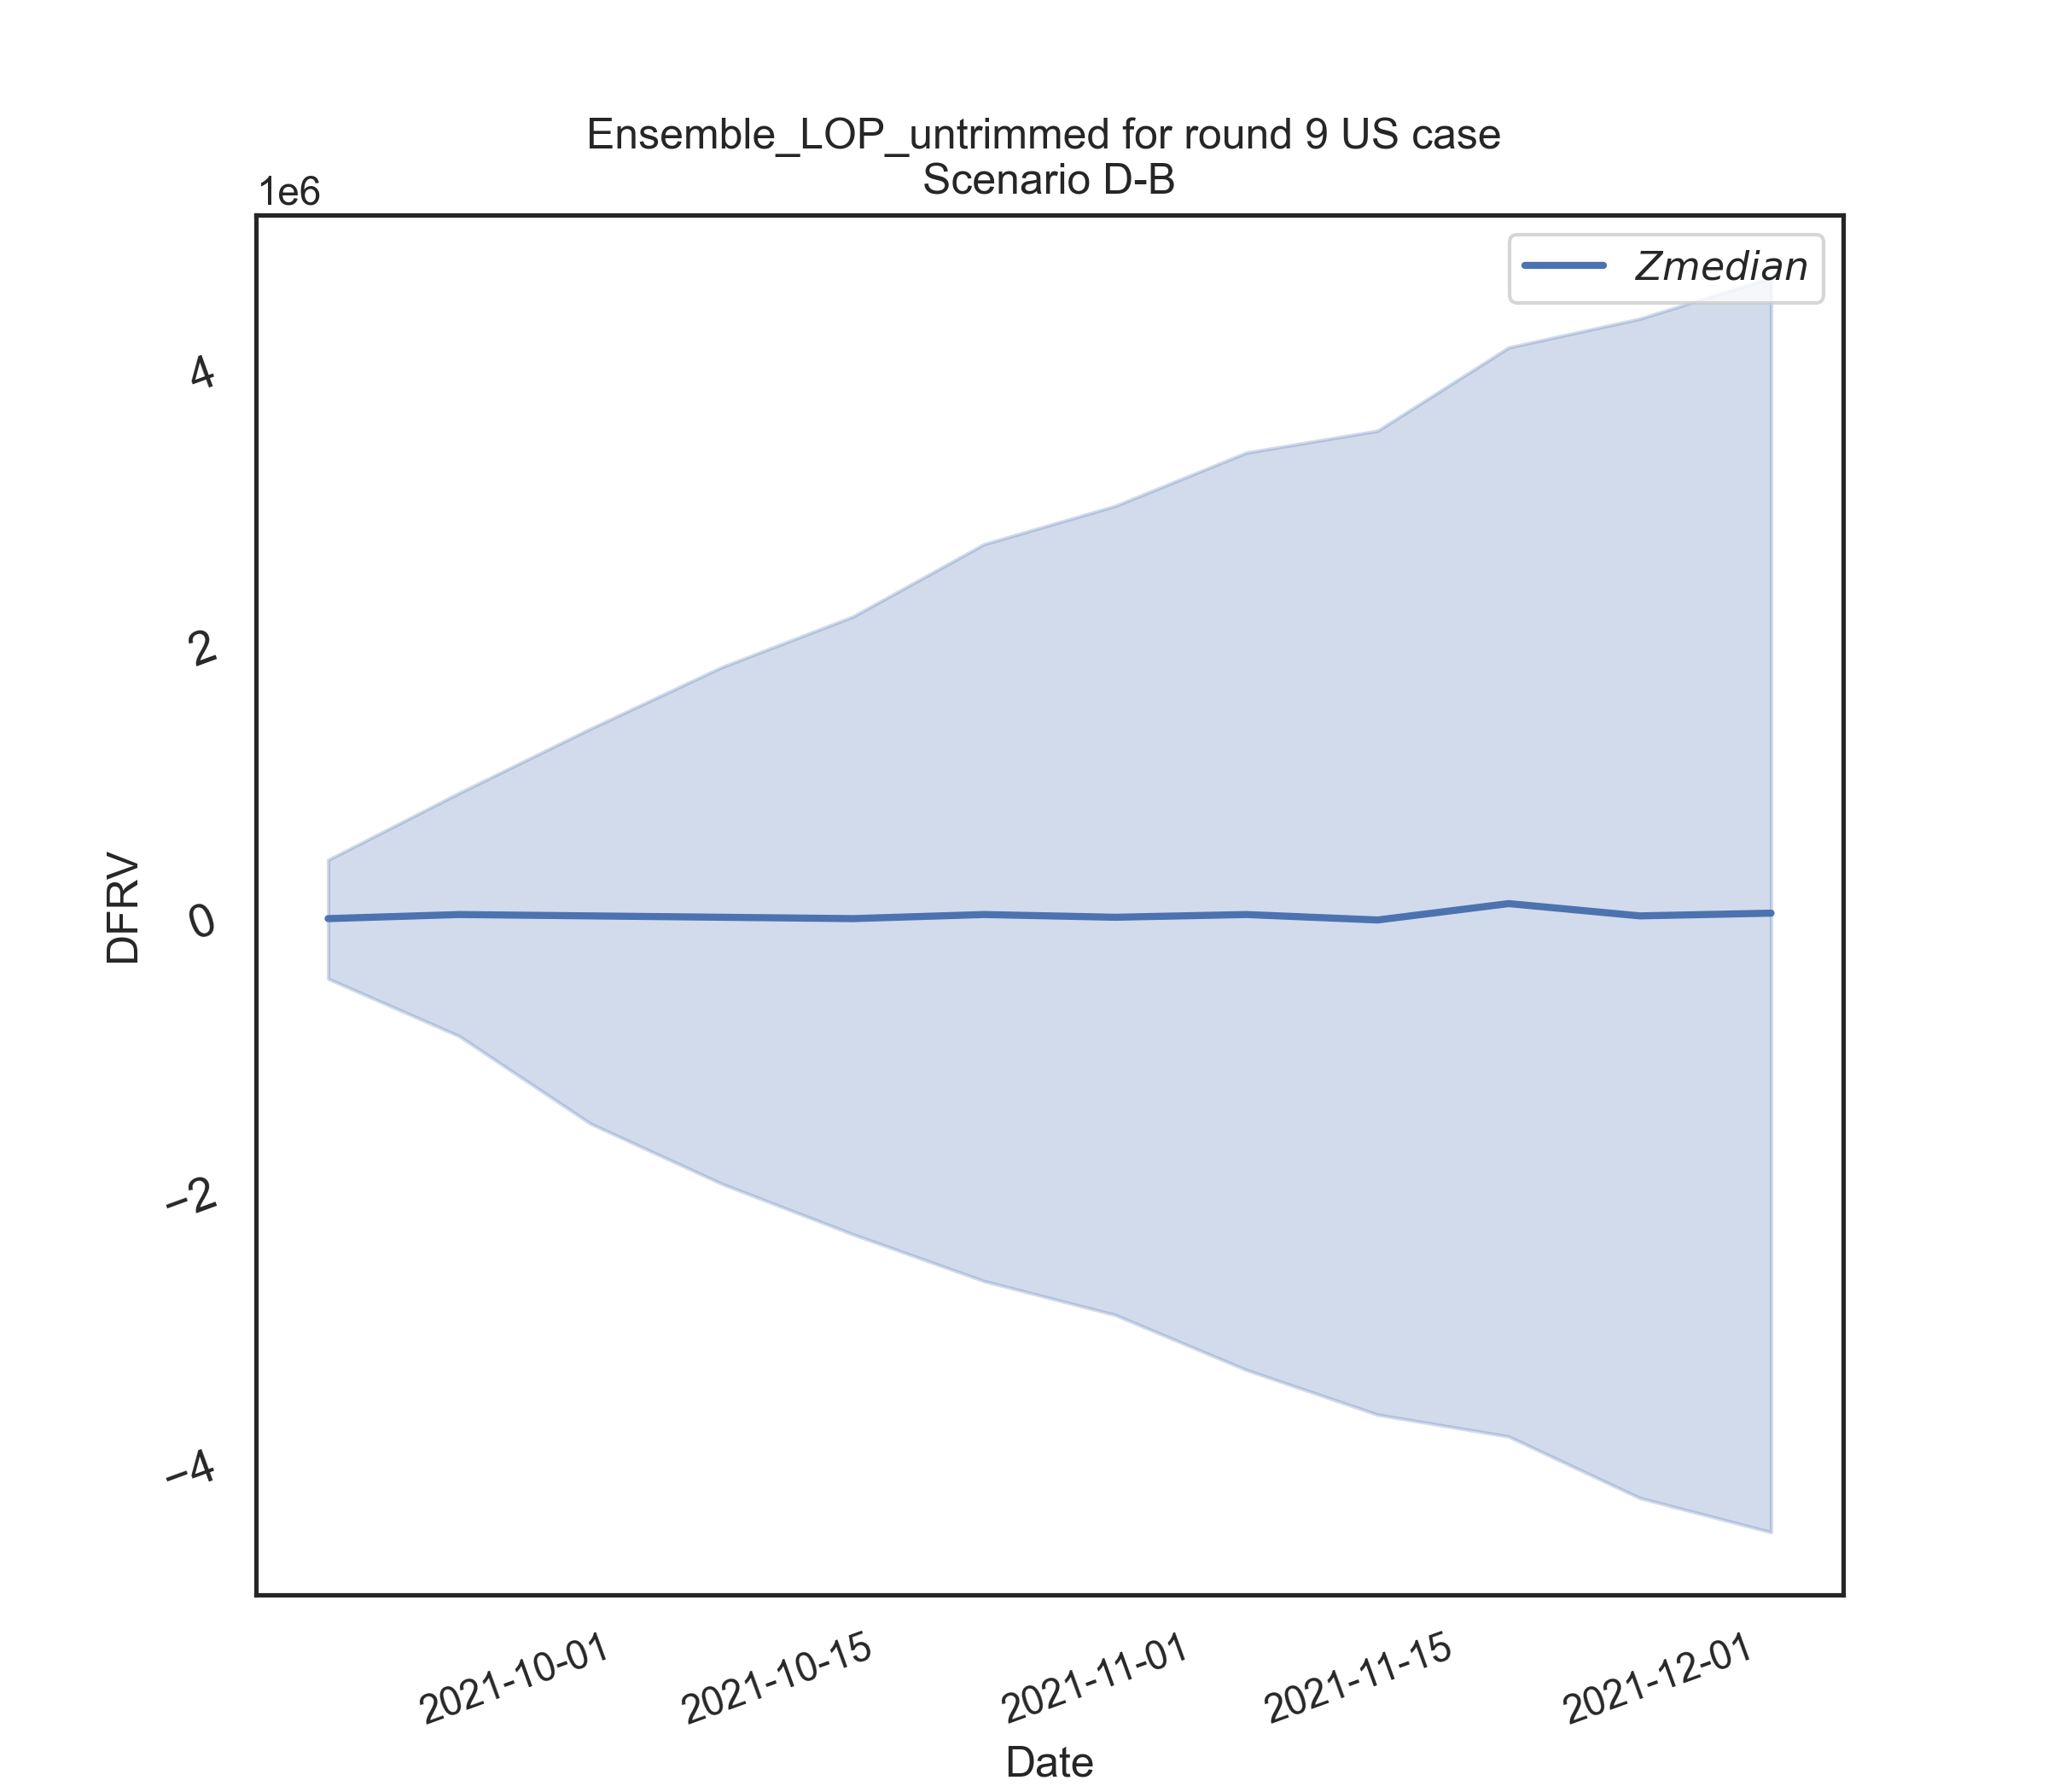 Ensemble_LOP_untrimmed for round 9 US case
Scenario D-B
1e6
Zmedian
4
2
0
−2
−4
DFRV
2021-10-01
2021-10-15
2021-11-01
2021-11-15
2021-12-01
Date